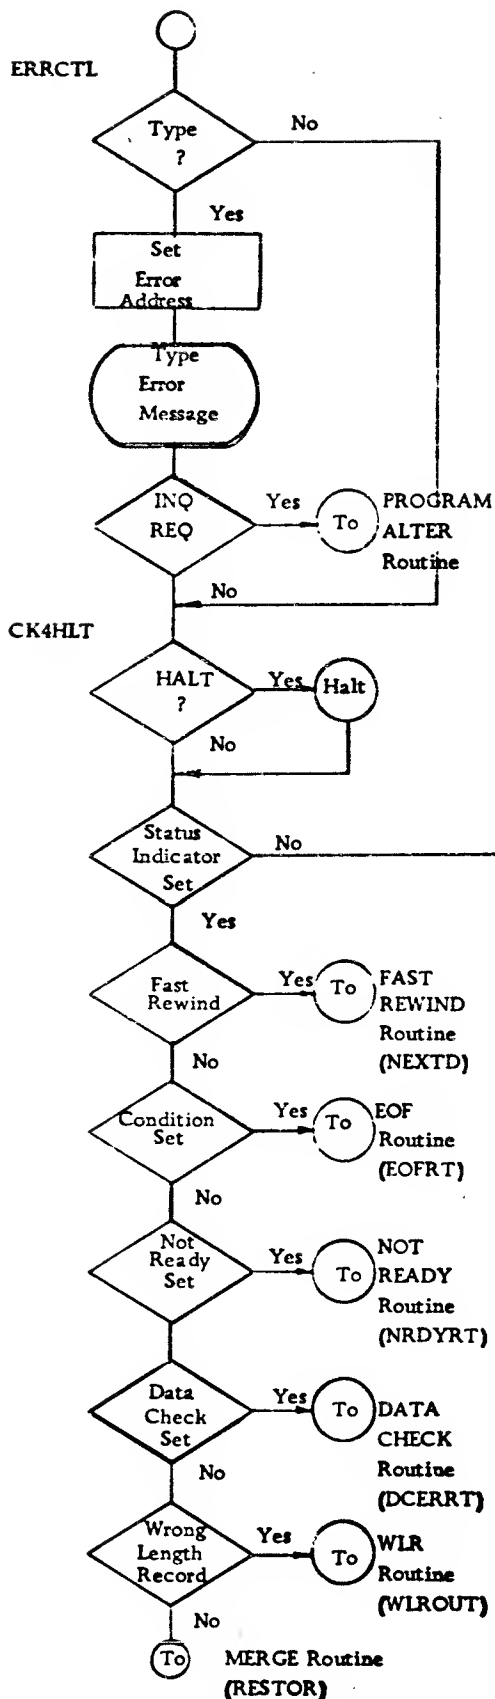 ERRCTL
Type
?
No
Yes
Set
Error
Address
Type
Error
Message
INQ
REQ
Yes
To
PROGRAM
ALTER
Routine
No
CK4HLT
HALT
?
Yes
Halt
No
Status
Indicator
Set
No
Yes
Fast
Rewind
Yes
To
FAST
REWIND
Routine
(NEXTD)
No
Condition
Set
Yes
To
EOF
Routine
(EOFRT)
No
Not
Ready
Set
Yes
To
NOT
READY
Routine
(NRDYRT)
Data
Check
Set
Yes
To
DATA
CHECK
Routine
(DCERRT)
No
Wrong
Length
Record
Yes
To
WLR
Routine
(WLROUT)
No
To
MERGE Routine
(RESTOR)